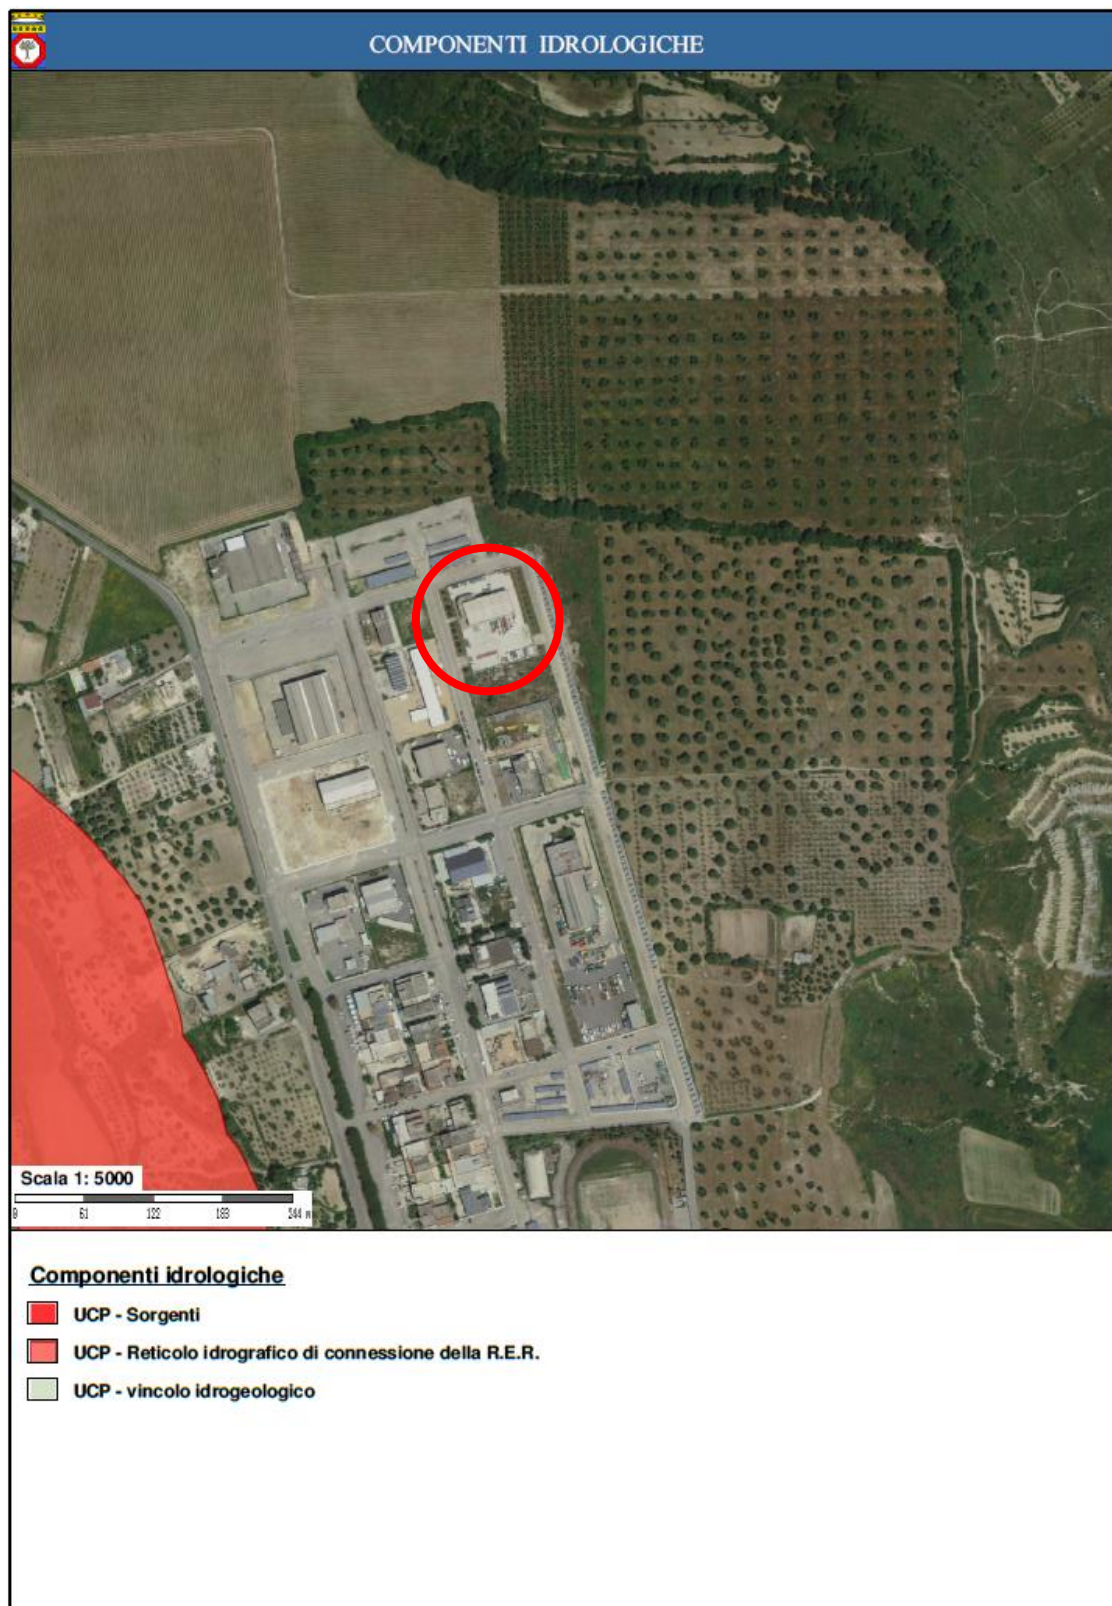 COMPONENTI IDROLOGICHE
Scala 1: 5000
0 61 122 183 244 m
Componenti idrologiche
UCP - Sorgenti
UCP - Reticolo idrografico di connessione della R.E.R.
UCP - vincolo idrogeologico